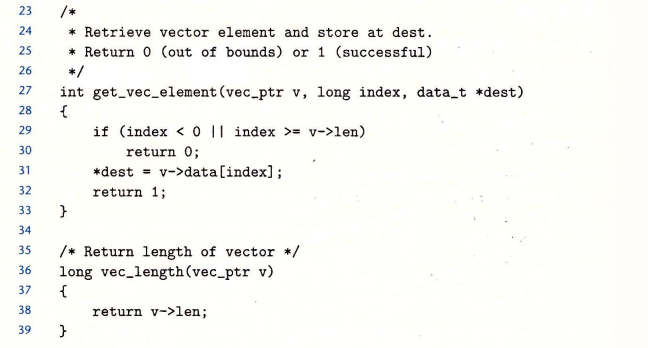 23 /*
24 * Retrieve vector element and store at dest.
25 * Return 0 (out of bounds) or 1 (successful)
26 */
27 int get_vec_element(vec_ptr v, long index, data_t *dest)
28 {
29 if (index < 0 || index >= v->len)
30 return 0;
31 *dest = v->data[index];
32 return 1;
33 }
34
35 /* Return length of vector */
36 long vec_length(vec_ptr v)
37 {
38 return v->len;
39 }